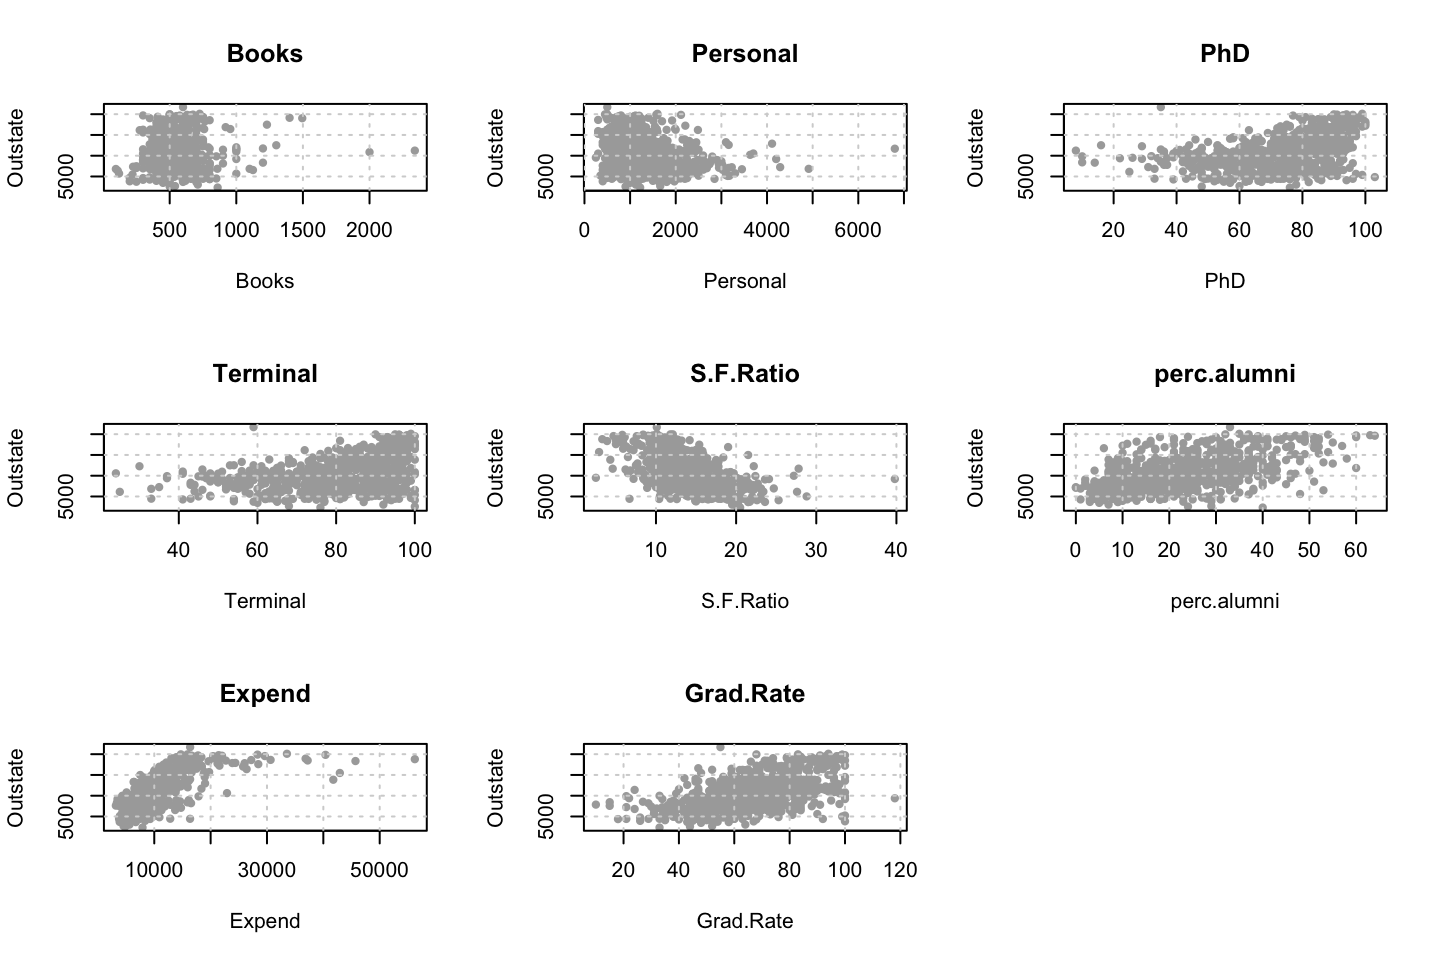 Books
Outstate
5000
500 1000 1500 2000
Books
Personal
Outstate
5000
0 2000 4000 6000
Personal
PhD
Outstate
5000
20 40 60 80 100
PhD
Terminal
Outstate
5000
40 60 80 100
Terminal
S.F.Ratio
Outstate
5000
10 20 30 40
S.F.Ratio
perc.alumni
Outstate
5000
0 10 20 30 40 50 60
perc.alumni
Expend
Outstate
5000
10000 30000 50000
Expend
Grad.Rate
Outstate
5000
20 40 60 80 100 120
Grad.Rate